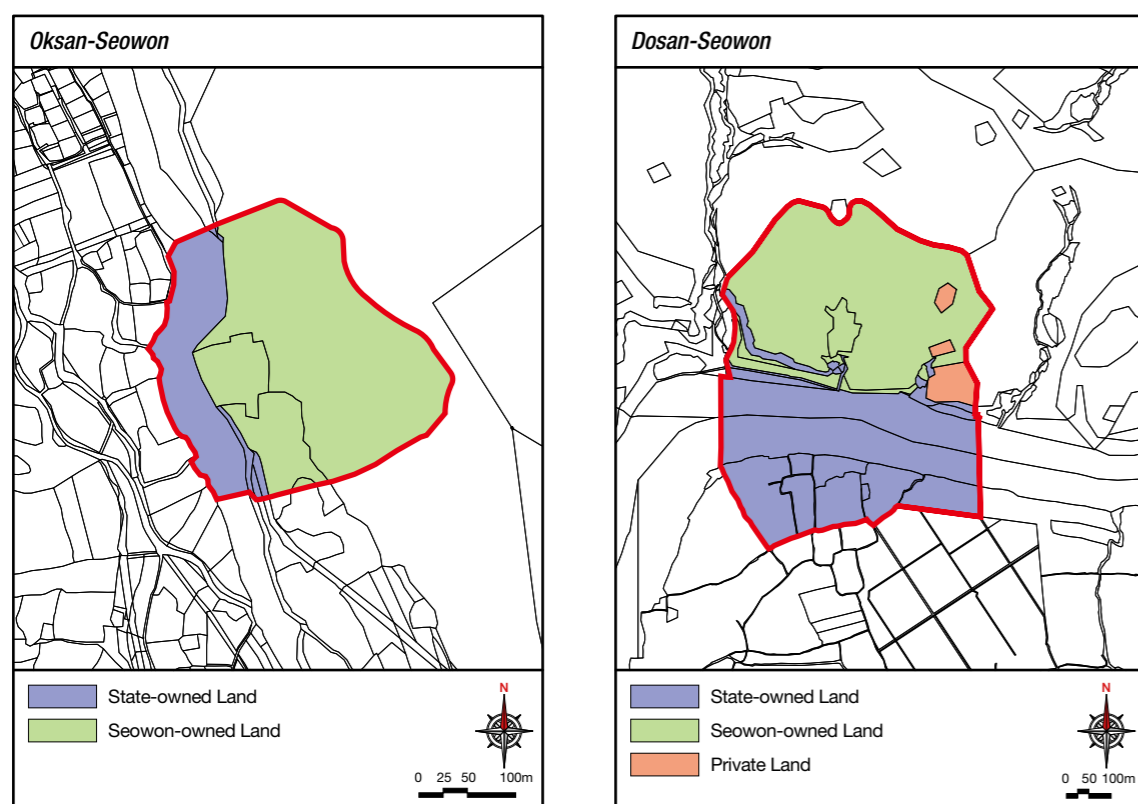 Oksan-Seowon
State-owned Land
Seowon-owned Land
N
0 25 50 100m
Dosan-Seowon
State-owned Land
Seowon-owned Land
Private Land
N
0 50 100m